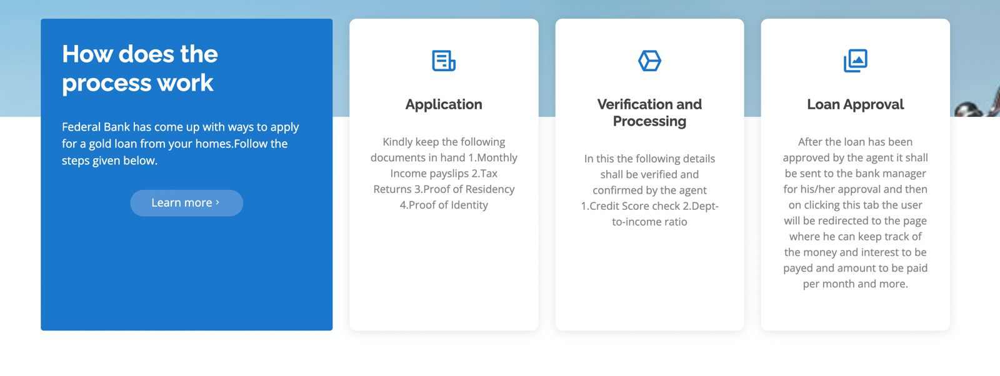 How does the
process work
Federal Bank has come up with ways to apply
for a gold loan from your homes.Follow the
steps given below.
Learn more ›
Application
Kindly keep the following
documents in hand 1.Monthly
Income payslips 2.Tax
Returns 3.Proof of Residency
4.Proof of Identity
Verification and
Processing
In this the following details
shall be verified and
confirmed by the agent
1.Credit Score check 2.Dept-
to-income ratio
Loan Approval
After the loan has been
approved by the agent it shall
be sent to the bank manager
for his/her approval and then
on clicking this tab the user
will be redirected to the page
where he can keep track of
the money and interest to be
payed and amount to be paid
per month and more.